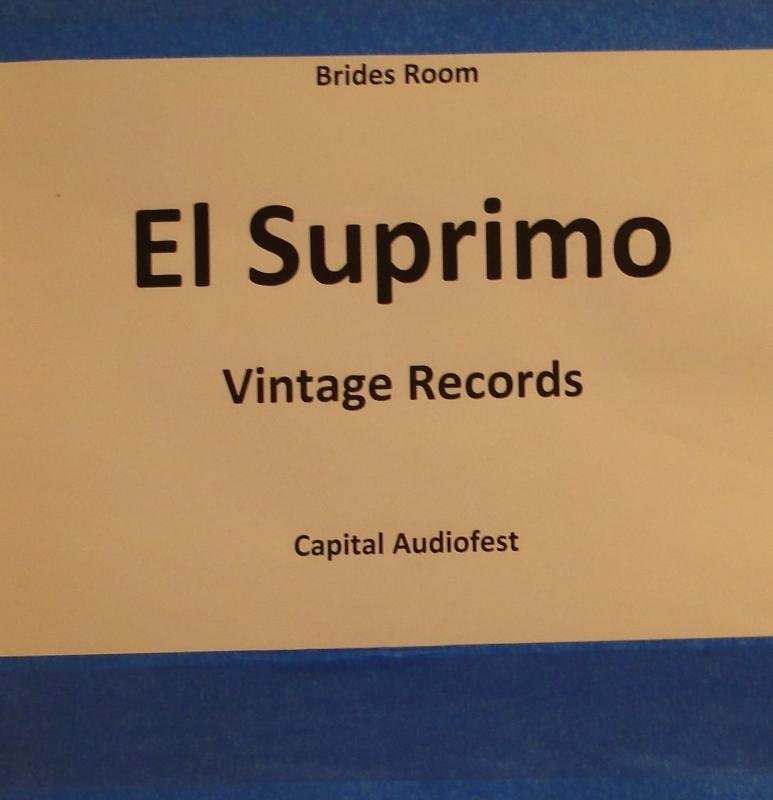 Brides Room
El Suprimo
Vintage Records
Capital Audiofest